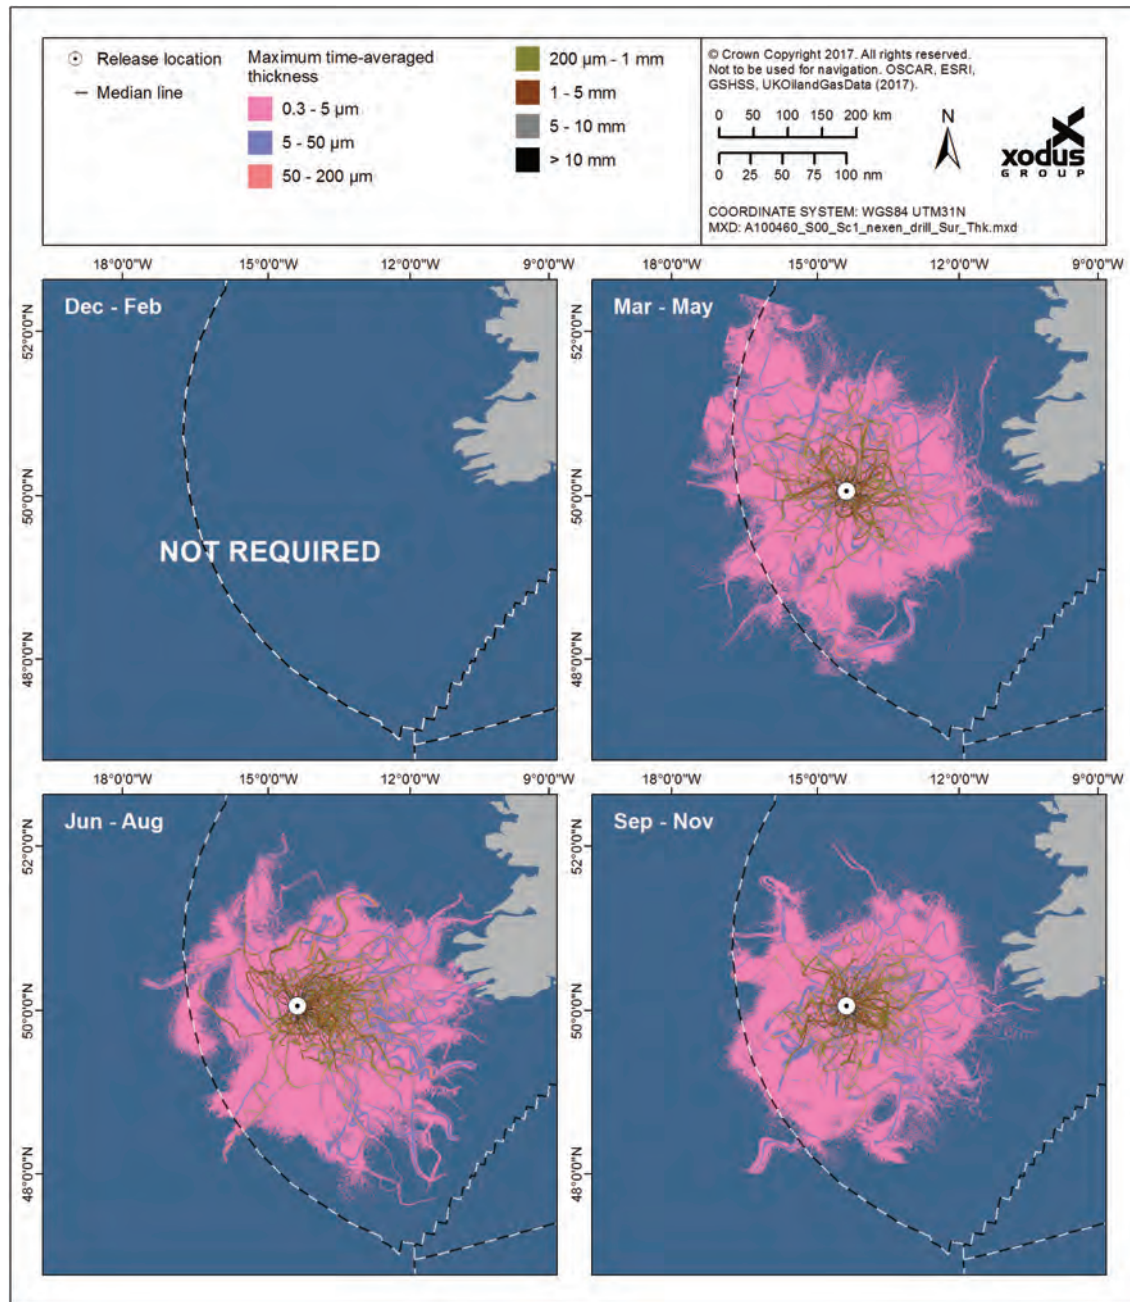 Release location
Median line
Maximum time-averaged
thickness
0.3 - 5 µm
5 - 50 µm
50 - 200 µm
200 µm - 1 mm
1 - 5 mm
5 - 10 mm
> 10 mm
© Crown Copyright 2017. All rights reserved.
Not to be used for navigation. OSCAR, ESRI,
GSHSS, UKOilandGasData (2017).
0 50 100 150 200 km
0 25 50 75 100 nm
N
xodus
GROUP
COORDINATE SYSTEM: WGS84 UTM31N
MXD: A100460_S00_Sc1_nexen_drill_Sur_Thk.mxd
18°0'0"W 15°0'0"W 12°0'0"W 9°0'0"W
18°0'0"W 15°0'0"W 12°0'0"W 9°0'0"W
Dec - Feb
52°0'0"N
50°0'0"N
48°0'0"N
NOT REQUIRED
Mar - May
52°0'0"N
50°0'0"N
48°0'0"N
18°0'0"W 15°0'0"W 12°0'0"W 9°0'0"W
18°0'0"W 15°0'0"W 12°0'0"W 9°0'0"W
Jun - Aug
52°0'0"N
50°0'0"N
48°0'0"N
Sep - Nov
52°0'0"N
50°0'0"N
48°0'0"N